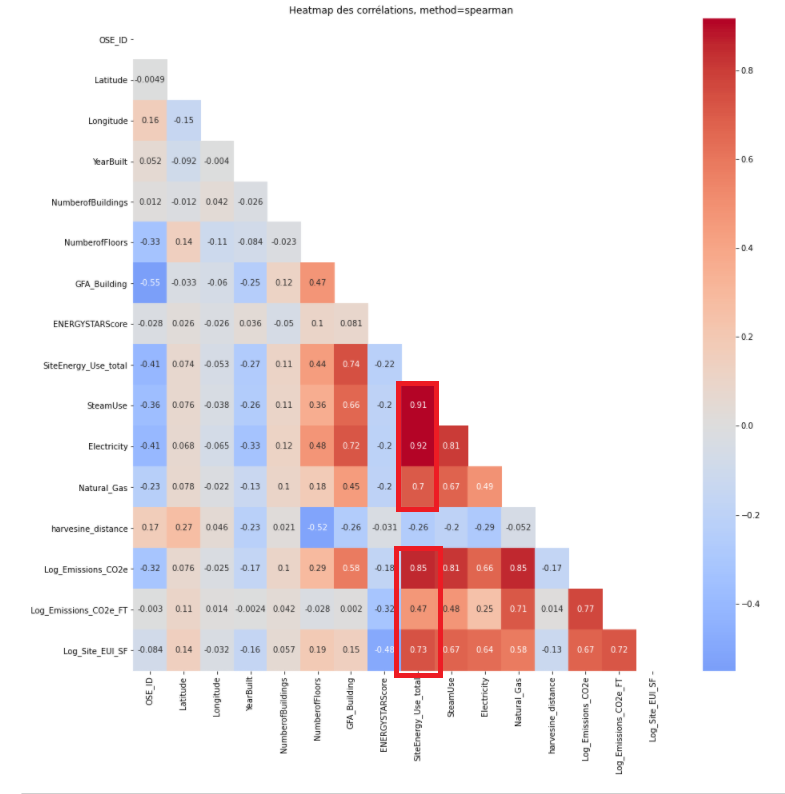 Heatmap des corrélations, method=spearman
OSE_ID
Latitude -0.0049
Longitude 0.16 -0.15
YearBuilt 0.052 -0.092 -0.004
NumberofBuildings 0.012 -0.012 0.042 -0.026
NumberofFloors -0.33 0.14 -0.11 -0.084 -0.023
GFA_Building -0.55 -0.033 -0.06 -0.25 0.12 0.47
ENERGYSTARScore -0.028 0.026 -0.026 0.036 -0.05 0.1 0.081
SiteEnergy_Use_total -0.41 0.074 -0.053 -0.27 0.11 0.44 0.74 -0.22
SteamUse -0.36 0.076 -0.038 -0.26 0.11 0.36 0.66 -0.2 0.91
Electricity -0.41 0.068 -0.065 -0.33 0.12 0.48 0.72 -0.2 0.92 0.81
Natural_Gas -0.23 0.078 -0.022 -0.13 0.1 0.18 0.45 -0.2 0.7 0.67 0.49
harvesine_distance 0.17 0.27 0.046 -0.23 0.021 -0.52 -0.26 -0.031 -0.26 -0.2 -0.29 -0.052
Log_Emissions_CO2e -0.32 0.076 -0.025 -0.17 0.1 0.29 0.58 -0.18 0.85 0.81 0.66 0.85 -0.17
Log_Emissions_CO2e_FT -0.003 0.11 0.014 -0.0024 0.042 -0.028 0.002 -0.32 0.47 0.48 0.25 0.71 0.014 0.77
Log_Site_EUI_SF -0.084 0.14 -0.032 -0.16 0.057 0.19 0.15 -0.48 0.73 0.67 0.64 0.58 -0.13 0.67 0.72
OSE_ID
Latitude
Longitude
YearBuilt
NumberofBuildings
NumberofFloors
GFA_Building
ENERGYSTARScore
SiteEnergy_Use_total
SteamUse
Electricity
Natural_Gas
harvesine_distance
Log_Emissions_CO2e
Log_Emissions_CO2e_FT
Log_Site_EUI_SF
0.8
0.6
0.4
0.2
0.0
−0.2
−0.4